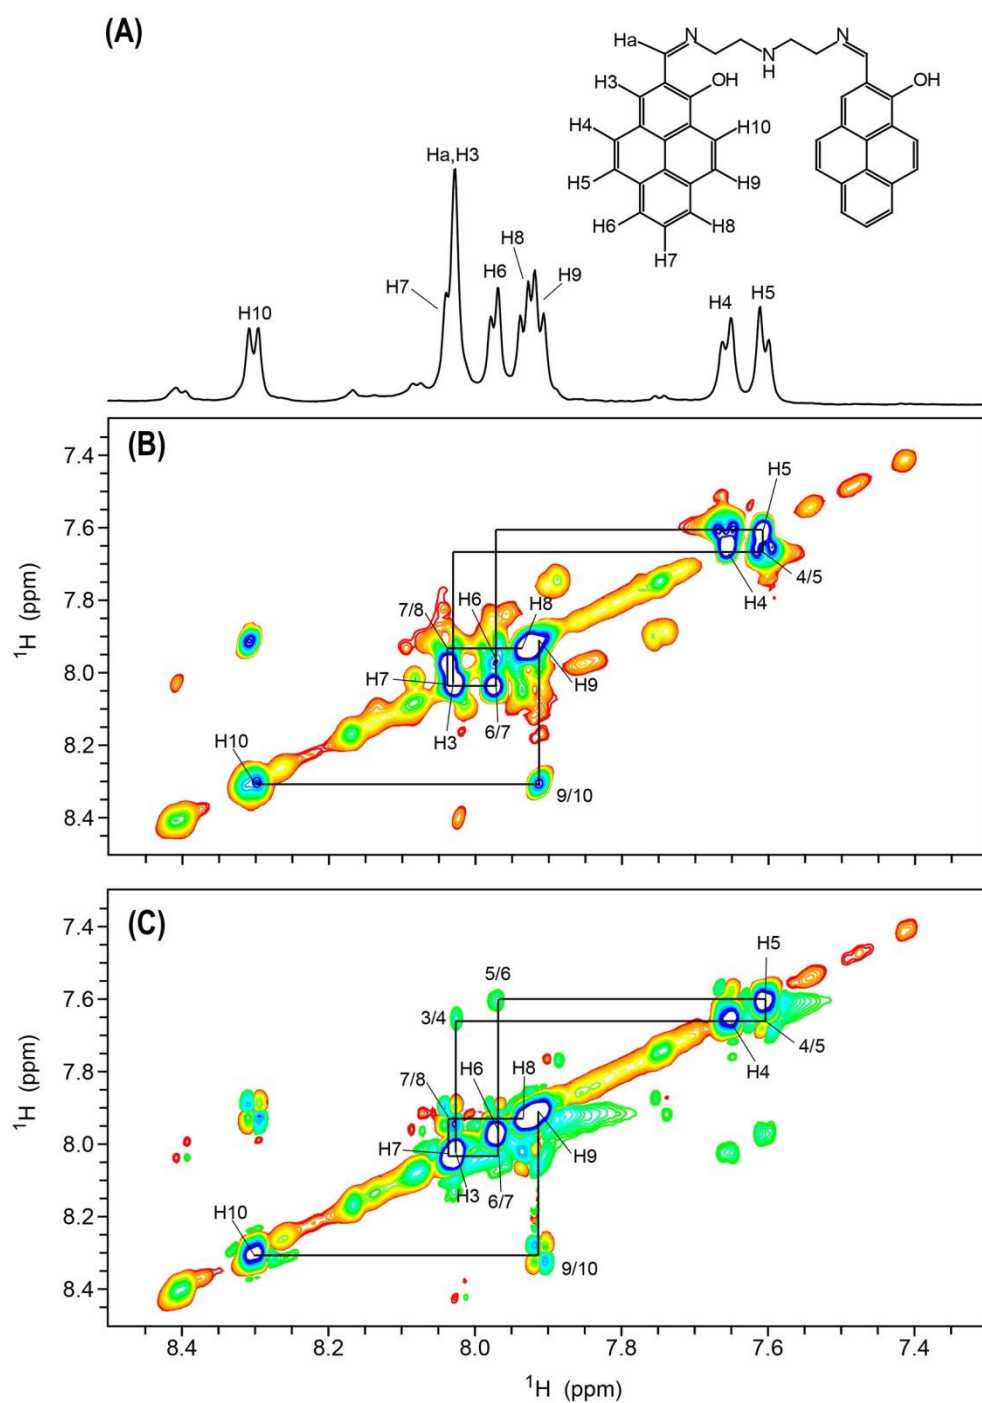 (A)
Ha
N
N
H
N
OH
OH
H3
H4
H10
H5
H9
H6
H8
H7
Ha,H3
H7
H10
H6
H8
H9
H4
H5
(B)
7.4
7.6
7.8
8.0
8.2
8.4
¹H (ppm)
H5
4/5
H4
H8
H6
7/8
H7
H3
6/7
H9
H10
9/10
(C)
7.4
7.6
7.8
8.0
8.2
8.4
¹H (ppm)
H5
5/6
3/4
4/5
H4
H8
H6
7/8
H7
H3
6/7
H9
H10
9/10
8.4
8.2
8.0
7.8
7.6
7.4
¹H (ppm)